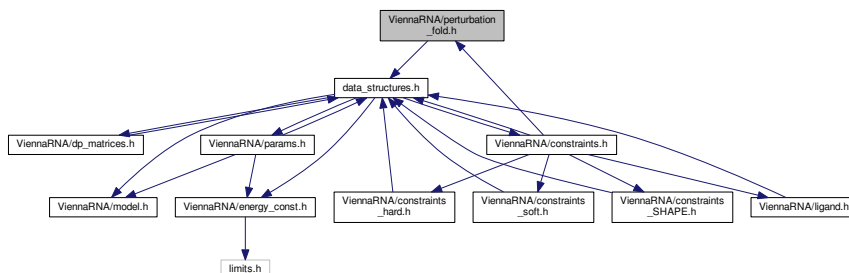 ViennaRNA/perturbation
_fold.h
data_structures.h
ViennaRNA/dp_matrices.h
ViennaRNA/params.h
ViennaRNA/constraints.h
ViennaRNA/model.h
ViennaRNA/energy_const.h
ViennaRNA/constraints
_hard.h
ViennaRNA/constraints
_soft.h
ViennaRNA/constraints
_SHAPE.h
ViennaRNA/ligand.h
limits.h